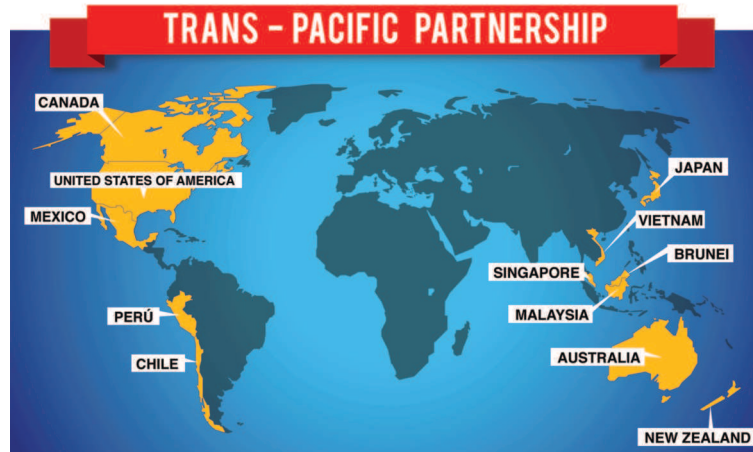 TRANS - PACIFIC PARTNERSHIP
CANADA
UNITED STATES OF AMERICA
MEXICO
PERÚ
CHILE
JAPAN
VIETNAM
BRUNEI
SINGAPORE
MALAYSIA
AUSTRALIA
NEW ZEALAND